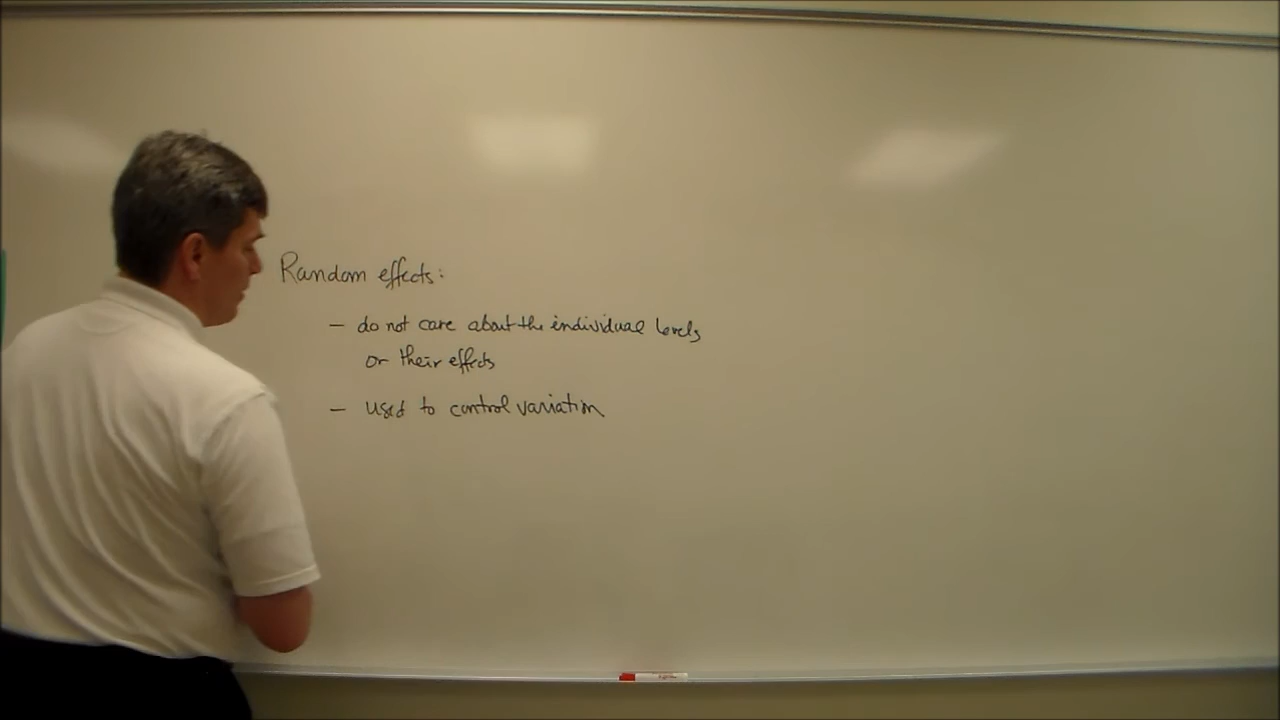 Random effects:
- do not care about the individual levels
or their effects
- used to control variation